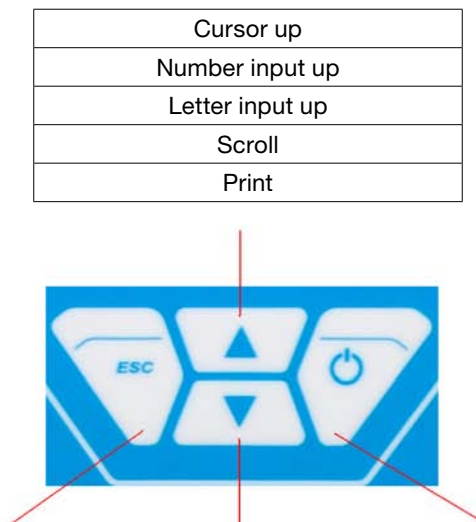 Cursor up
Number input up
Letter input up
Scroll
Print
ESC